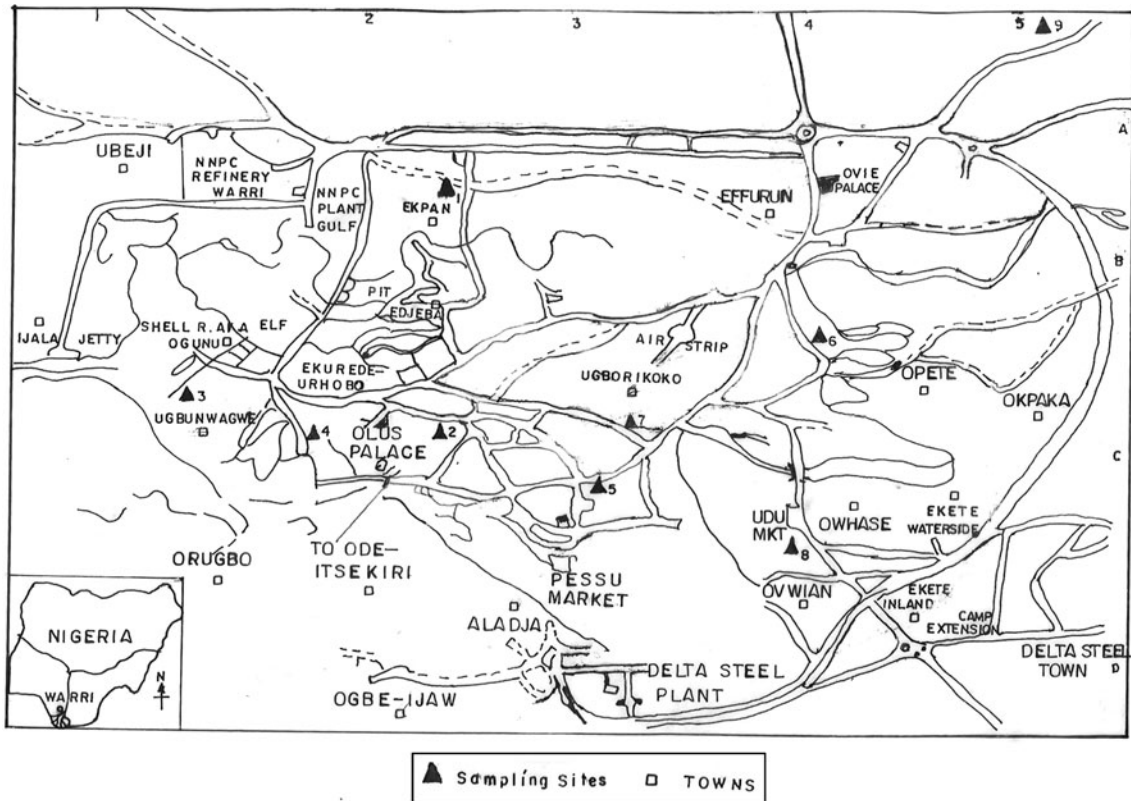 1
2
3
4
5
9
A
UBEJI
NNPC
REFINERY
WARRI
NNPC
PLANT
GULF
1
EKPAN
EFFURUIN
OVIE
PALACE
B
PIT
EDJEBA
IJALA
JETTY
SHELL R. AKA
OGUNU
ELF
AIR STRIP
6
EKUREDE-
URHOBO
UGBORIKOKO
OPETE
OKPAKA
3
UGBUNWAGWE
4
OLUS
PALACE
2
7
C
5
UDU
MKT
OWHASE
EKETE
WATERSIDE
8
ORUGBO
TO ODE-
ITSEKIRI
PESSU
MARKET
OVWIAN
EKETE
INLAND
CAMP
EXTENSION
ALADJA
DELTA STEEL
PLANT
DELTA STEEL
TOWN
D
OGBE-IJAW
NIGERIA
WARRI
N
Sampling Sites
TOWNS